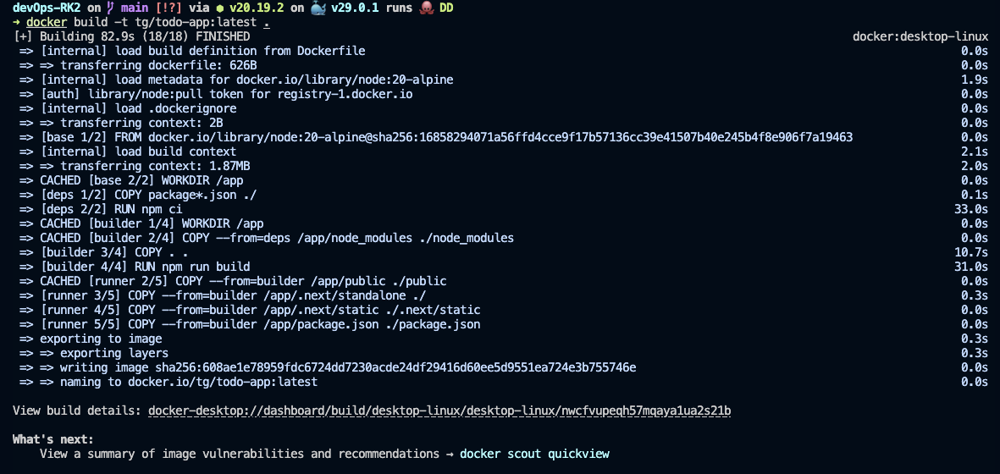 devOps-RK2 on main [!?] via v20.19.2 on v29.0.1 runs DD
➜ docker build -t tg/todo-app:latest .
[+] Building 82.9s (18/18) FINISHED docker:desktop-linux
=> [internal] load build definition from Dockerfile 0.0s
=> => transferring dockerfile: 626B 0.0s
=> [internal] load metadata for docker.io/library/node:20-alpine 1.9s
=> [auth] library/node:pull token for registry-1.docker.io 0.0s
=> [internal] load .dockerignore 0.0s
=> => transferring context: 2B 0.0s
=> [base 1/2] FROM docker.io/library/node:20-alpine@sha256:16858294071a56ffd4cce9f17b57136cc39e41507b40e245b4f8e906f7a19463 0.0s
=> [internal] load build context 2.1s
=> => transferring context: 1.87MB 2.0s
=> CACHED [base 2/2] WORKDIR /app 0.0s
=> [deps 1/2] COPY package*.json ./ 0.1s
=> [deps 2/2] RUN npm ci 33.0s
=> CACHED [builder 1/4] WORKDIR /app 0.0s
=> CACHED [builder 2/4] COPY --from=deps /app/node_modules ./node_modules 0.0s
=> [builder 3/4] COPY . . 10.7s
=> [builder 4/4] RUN npm run build 31.0s
=> CACHED [runner 2/5] COPY --from=builder /app/public ./public 0.0s
=> [runner 3/5] COPY --from=builder /app/.next/standalone ./ 0.3s
=> [runner 4/5] COPY --from=builder /app/.next/static ./.next/static 0.0s
=> [runner 5/5] COPY --from=builder /app/package.json ./package.json 0.0s
=> exporting to image 0.3s
=> => exporting layers 0.3s
=> => writing image sha256:608ae1e78959fdc6724dd7230acde24df29416d60ee5d9551ea724e3b755746e 0.0s
=> => naming to docker.io/tg/todo-app:latest 0.0s
View build details: docker-desktop://dashboard/build/desktop-linux/desktop-linux/nwcfvupeqh57mqaya1ua2s21b
What's next:
View a summary of image vulnerabilities and recommendations → docker scout quickview